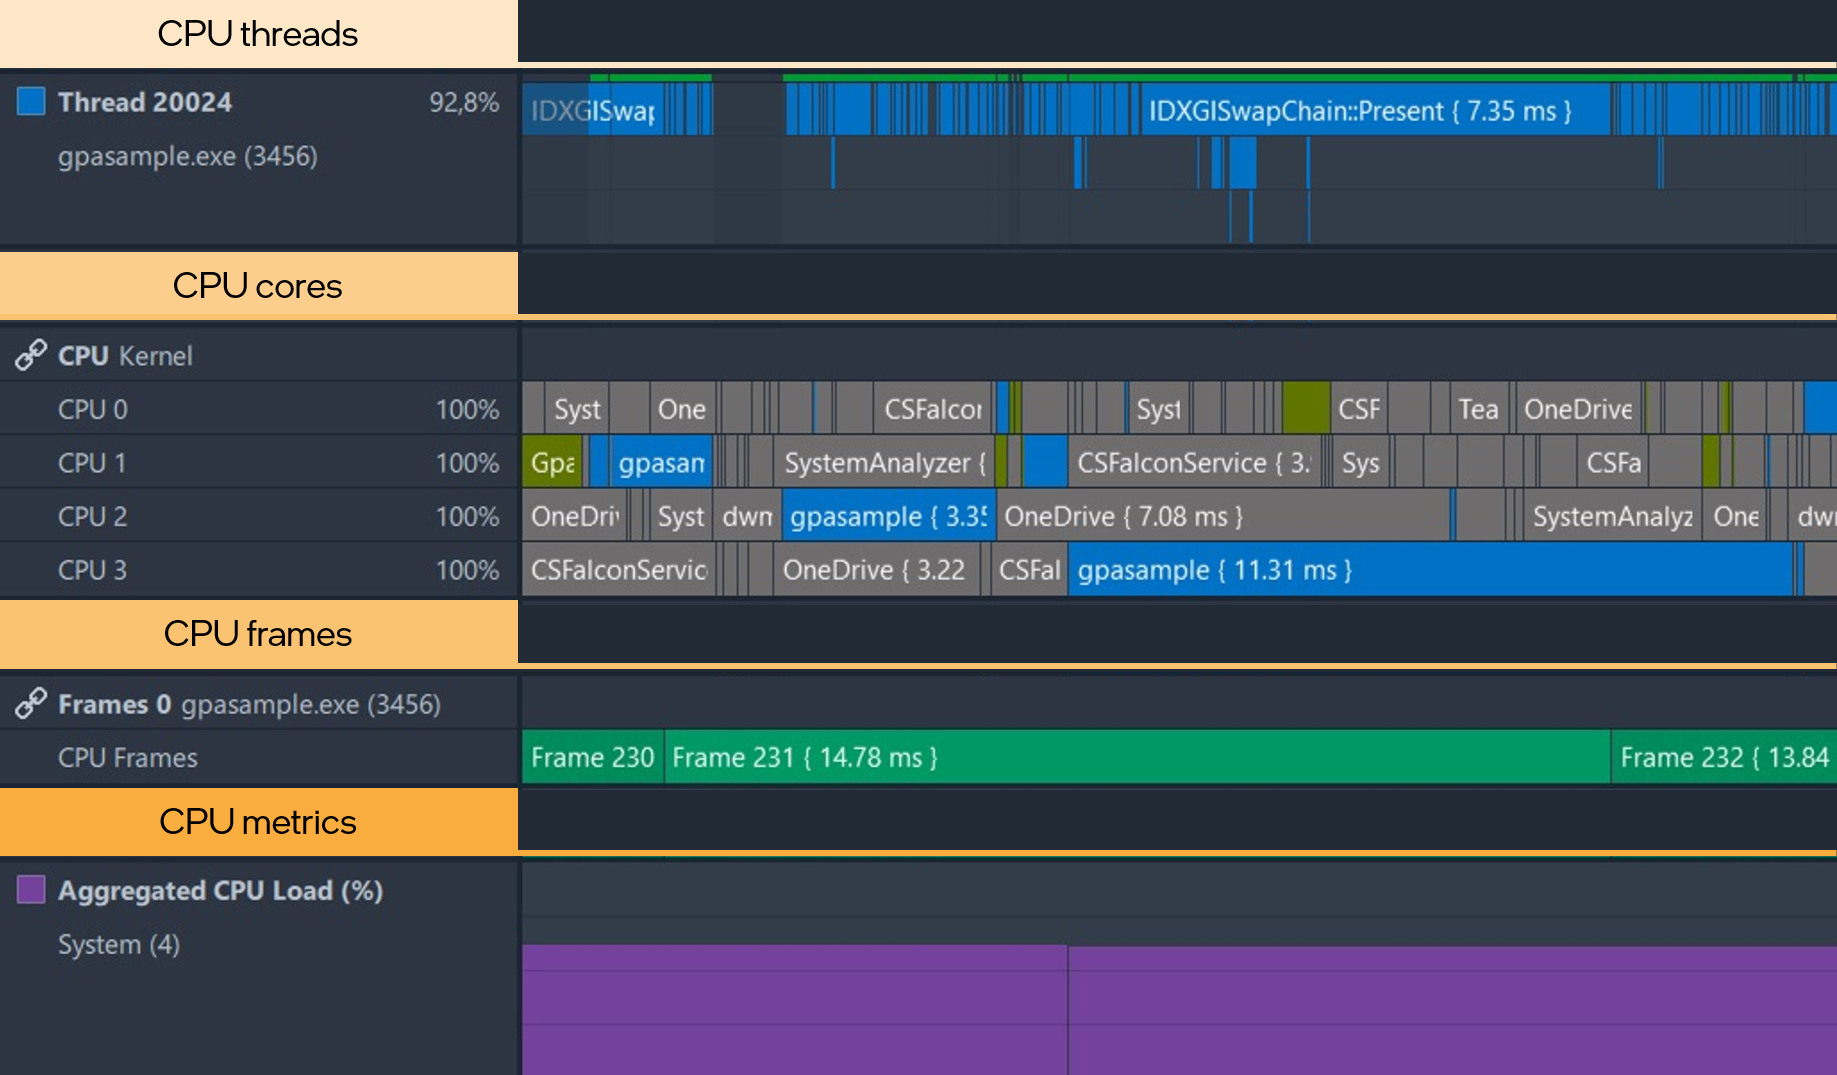 CPU threads
Thread 20024 92,8% IDXGISwap IDXGISwapChain::Present { 7.35 ms }
gpasample.exe (3456)
CPU cores
CPU Kernel
CPU 0 100% Syst One CSFalcor Syst CSF Tea OneDrive
CPU 1 100% Gpa gpasam SystemAnalyzer { CSFalconService { 3. Sys CSFa
CPU 2 100% OneDri Syst dwm gpasample { 3.35 OneDrive { 7.08 ms } SystemAnalyz One dw
CPU 3 100% CSFalconServic OneDrive { 3.22 CSFal gpasample { 11.31 ms }
CPU frames
Frames 0 gpasample.exe (3456)
CPU Frames Frame 230 Frame 231 { 14.78 ms } Frame 232 { 13.84
CPU metrics
Aggregated CPU Load (%)
System (4)